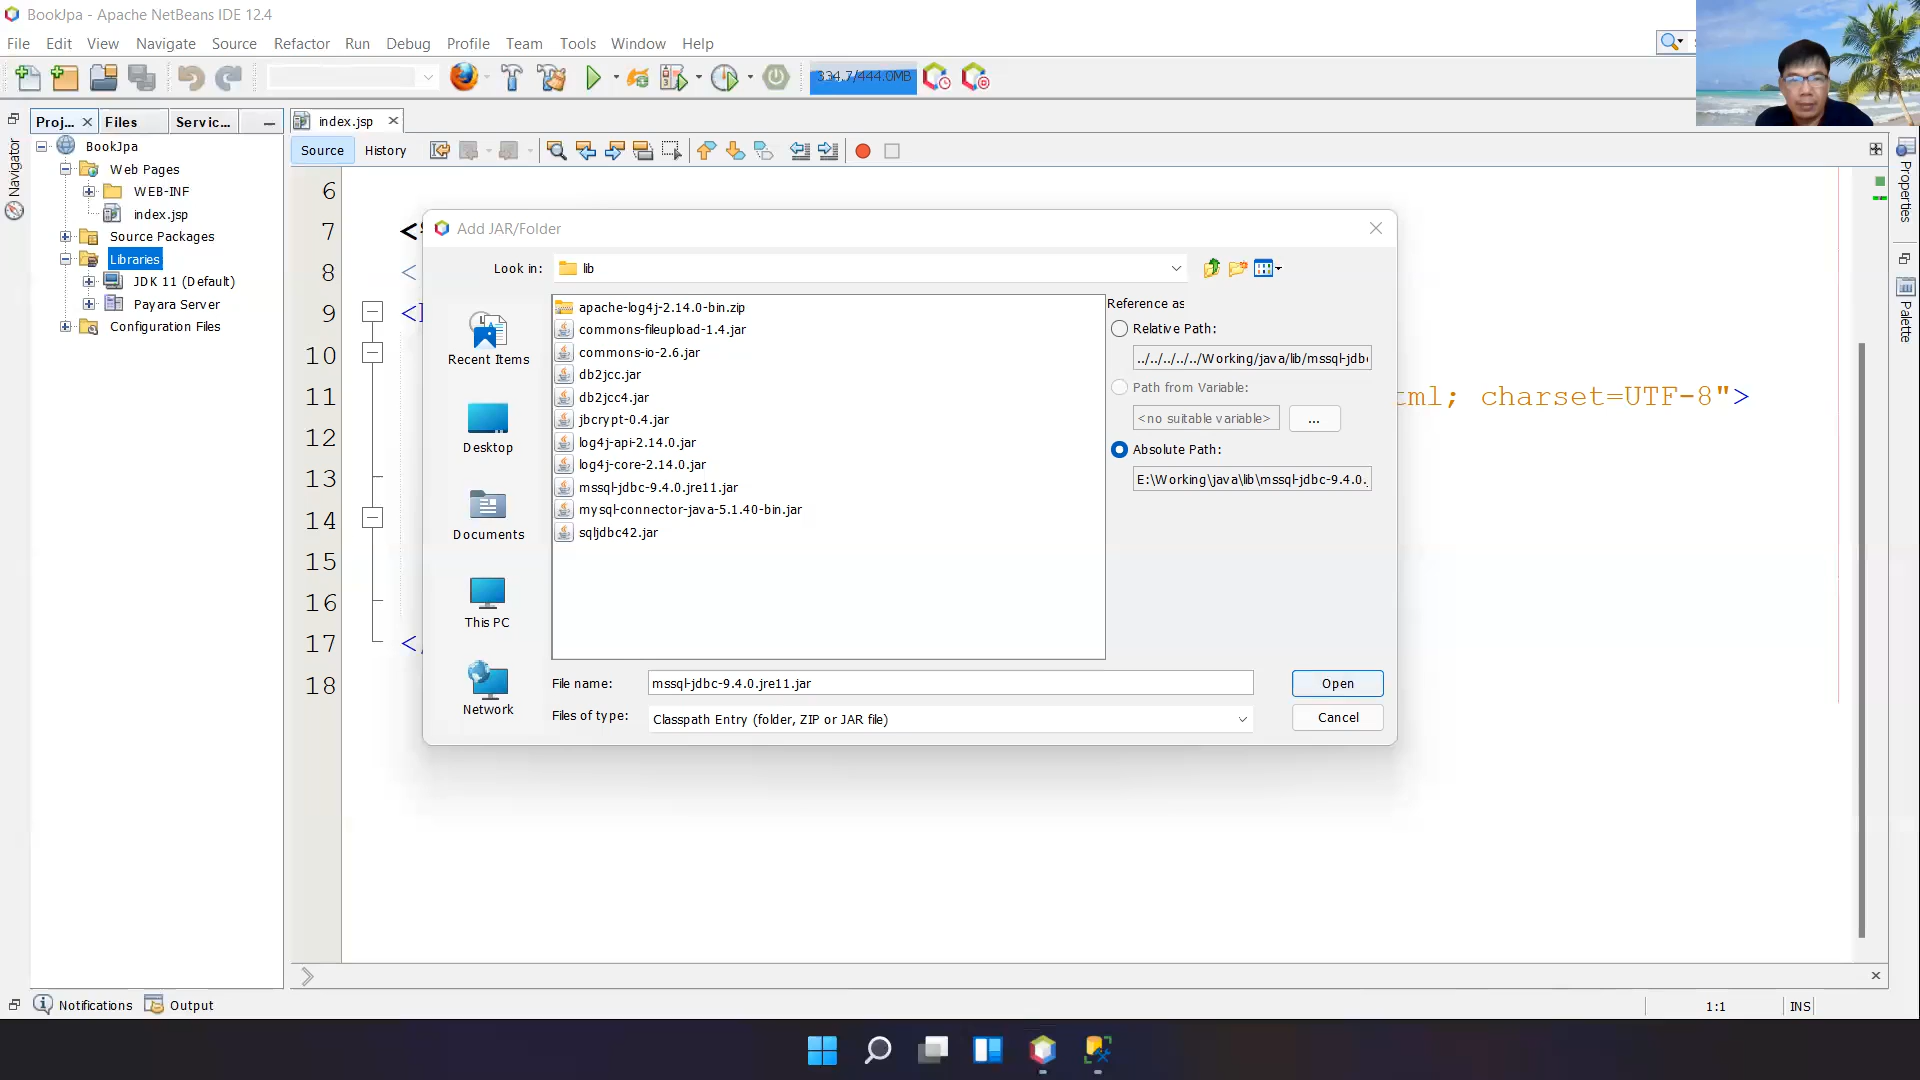 BookJpa - Apache NetBeans IDE 12.4
File Edit View Navigate Source Refactor Run Debug Profile Team Tools Window Help
334.7/444.0MB
Proj... Files Servic...
index.jsp
Source History
Navigator
BookJpa
Web Pages
WEB-INF
index.jsp
Source Packages
Libraries
JDK 11 (Default)
Payara Server
Configuration Files
6
7 <%
8 <
9 <
10
11 tml; charset=UTF-8">
12
13
14
15
16
17 <
18
Add JAR/Folder
Look in: lib
Recent Items
Desktop
Documents
This PC
Network
apache-log4j-2.14.0-bin.zip
commons-fileupload-1.4.jar
commons-io-2.6.jar
db2jcc.jar
db2jcc4.jar
jbcrypt-0.4.jar
log4j-api-2.14.0.jar
log4j-core-2.14.0.jar
mssql-jdbc-9.4.0.jre11.jar
mysql-connector-java-5.1.40-bin.jar
sqljdbc42.jar
Reference as
Relative Path:
../../../../../Working/java/lib/mssql-jdbc
Path from Variable:
<no suitable variable> ...
Absolute Path:
E:\Working\java\lib\mssql-jdbc-9.4.0.
File name: mssql-jdbc-9.4.0.jre11.jar
Open
Files of type: Classpath Entry (folder, ZIP or JAR file)
Cancel
Properties
Palette
Notifications Output
1:1 INS